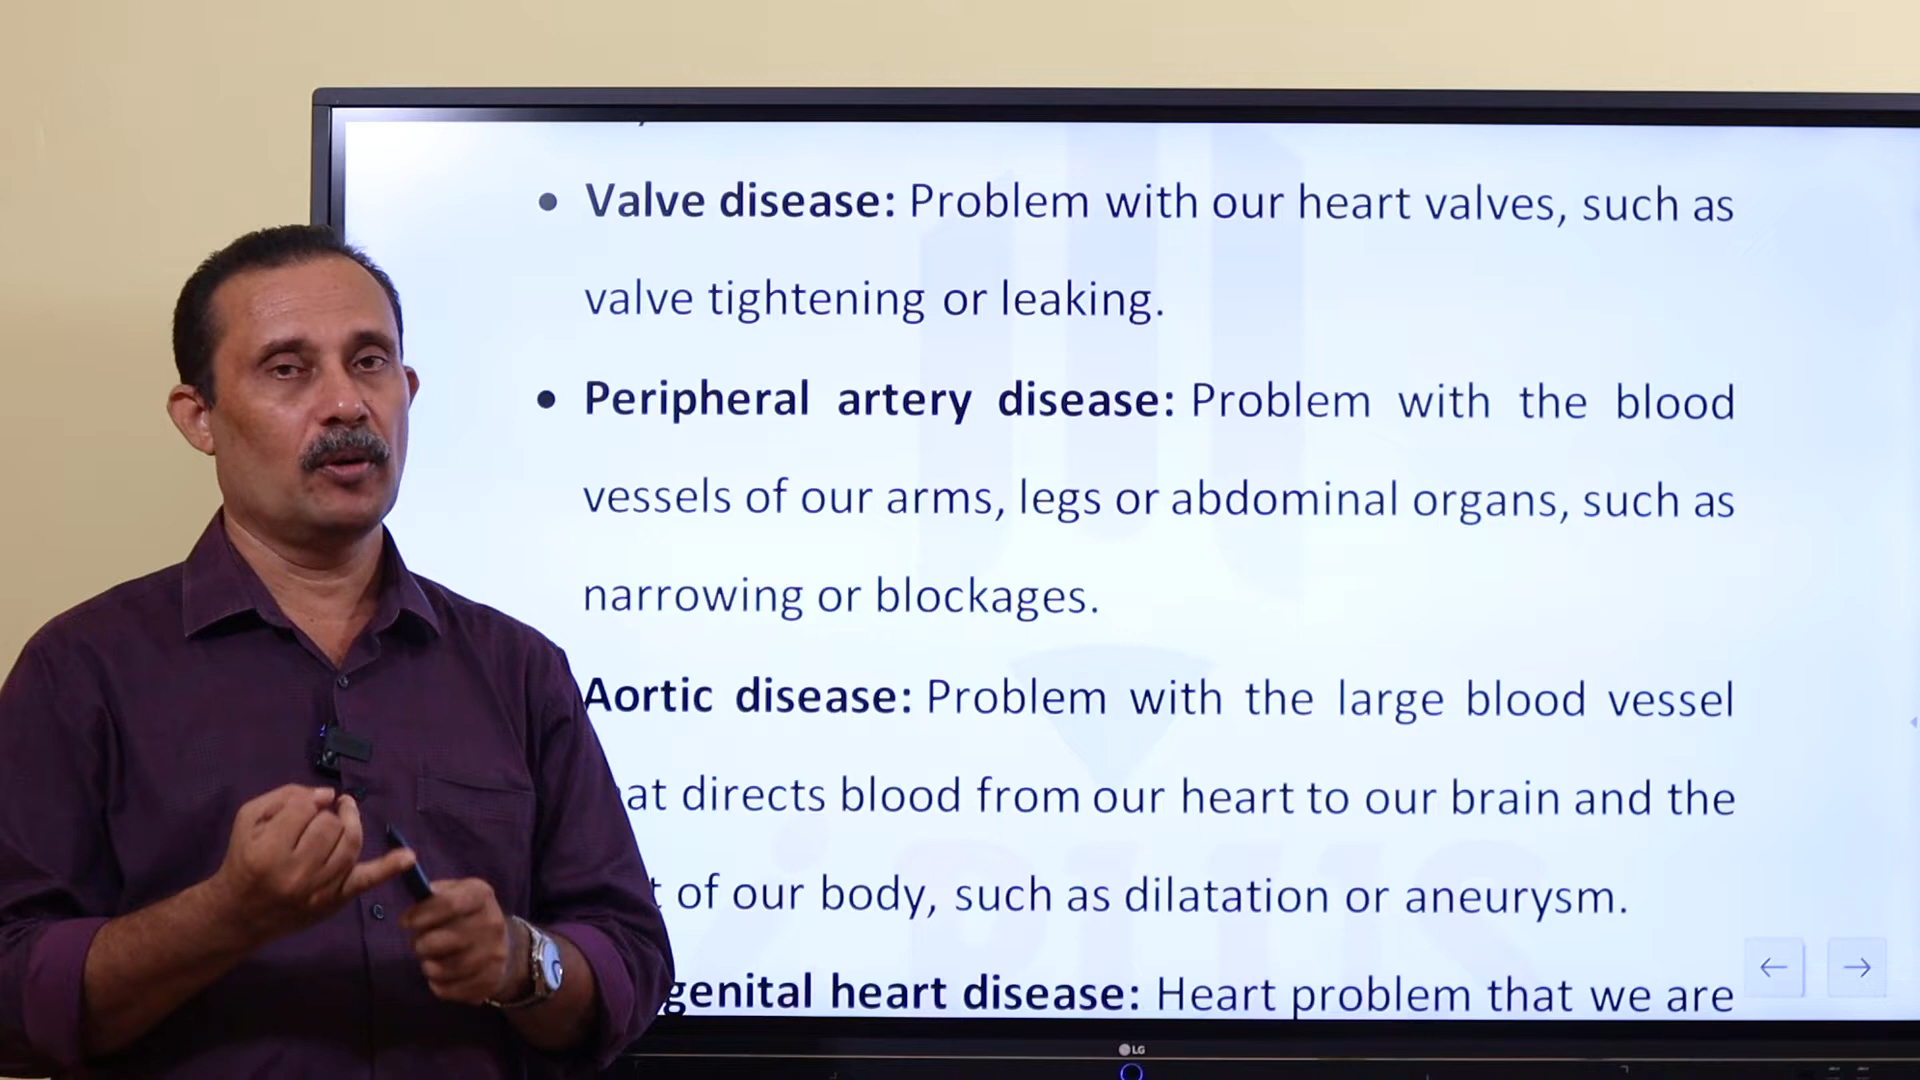 • Valve disease: Problem with our heart valves, such as
valve tightening or leaking.
• Peripheral artery disease: Problem with the blood
vessels of our arms, legs or abdominal organs, such as
narrowing or blockages.
Aortic disease: Problem with the large blood vessel
at directs blood from our heart to our brain and the
t of our body, such as dilatation or aneurysm.
genital heart disease: Heart problem that we are
LG